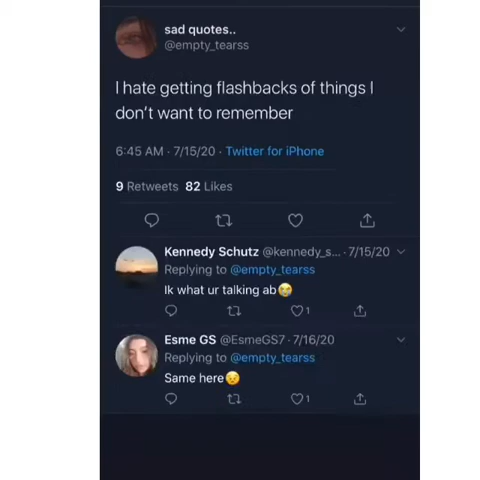 sad quotes..
@empty_tearss
I hate getting flashbacks of things I
don't want to remember
6:45 AM · 7/15/20 · Twitter for iPhone
9 Retweets 82 Likes
Kennedy Schutz @kennedy_s... · 7/15/20
Replying to @empty_tearss
Ik what ur talking ab😭
1
Esme GS @EsmeGS7 · 7/16/20
Replying to @empty_tearss
Same here😟
1